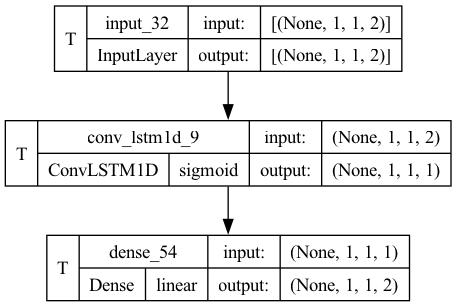 T input_32 input: [(None, 1, 1, 2)]
InputLayer output: [(None, 1, 1, 2)]
T conv_lstm1d_9 input: (None, 1, 1, 2)
ConvLSTM1D sigmoid output: (None, 1, 1, 1)
T dense_54 input: (None, 1, 1, 1)
Dense linear output: (None, 1, 1, 2)